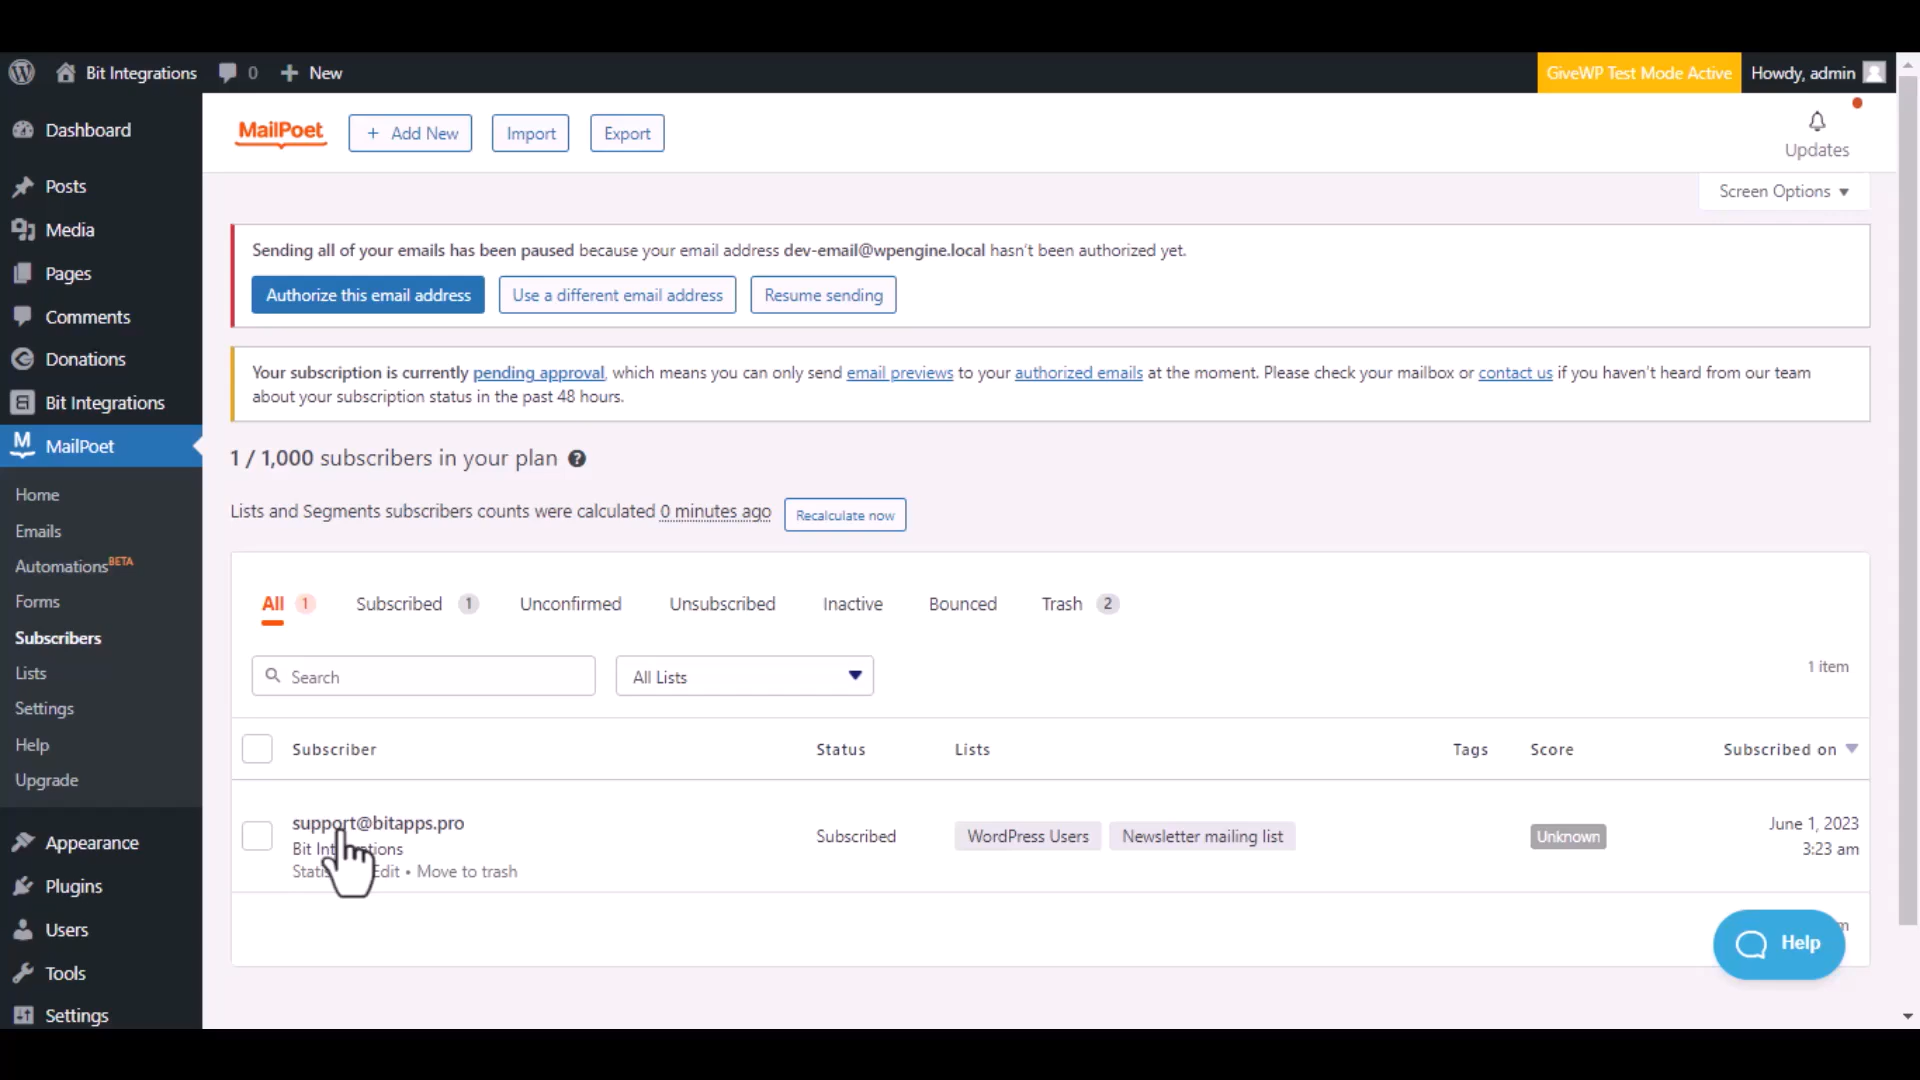 Bit Integrations 0 New GiveWP Test Mode Active Howdy, admin
Dashboard
Posts
Media
Pages
Comments
Donations
Bit Integrations
MailPoet
Home
Emails
Automations BETA
Forms
Subscribers
Lists
Settings
Help
Upgrade
Appearance
Plugins
Users
Tools
Settings
MailPoet + Add New Import Export Updates
Screen Options
Sending all of your emails has been paused because your email address dev-email@wpengine.local hasn't been authorized yet.
Authorize this email address Use a different email address Resume sending
Your subscription is currently pending approval, which means you can only send email previews to your authorized emails at the moment. Please check your mailbox or contact us if you haven't heard from our team
about your subscription status in the past 48 hours.
1 / 1,000 subscribers in your plan ?
Lists and Segments subscribers counts were calculated 0 minutes ago Recalculate now
All 1 Subscribed 1 Unconfirmed Unsubscribed Inactive Bounced Trash 2
Search All Lists 1 item
Subscriber Status Lists Tags Score Subscribed on
support@bitapps.pro
Bit Integrations
Edit • Move to trash
Subscribed WordPress Users Newsletter mailing list Unknown June 1, 2023
3:23 am
Help